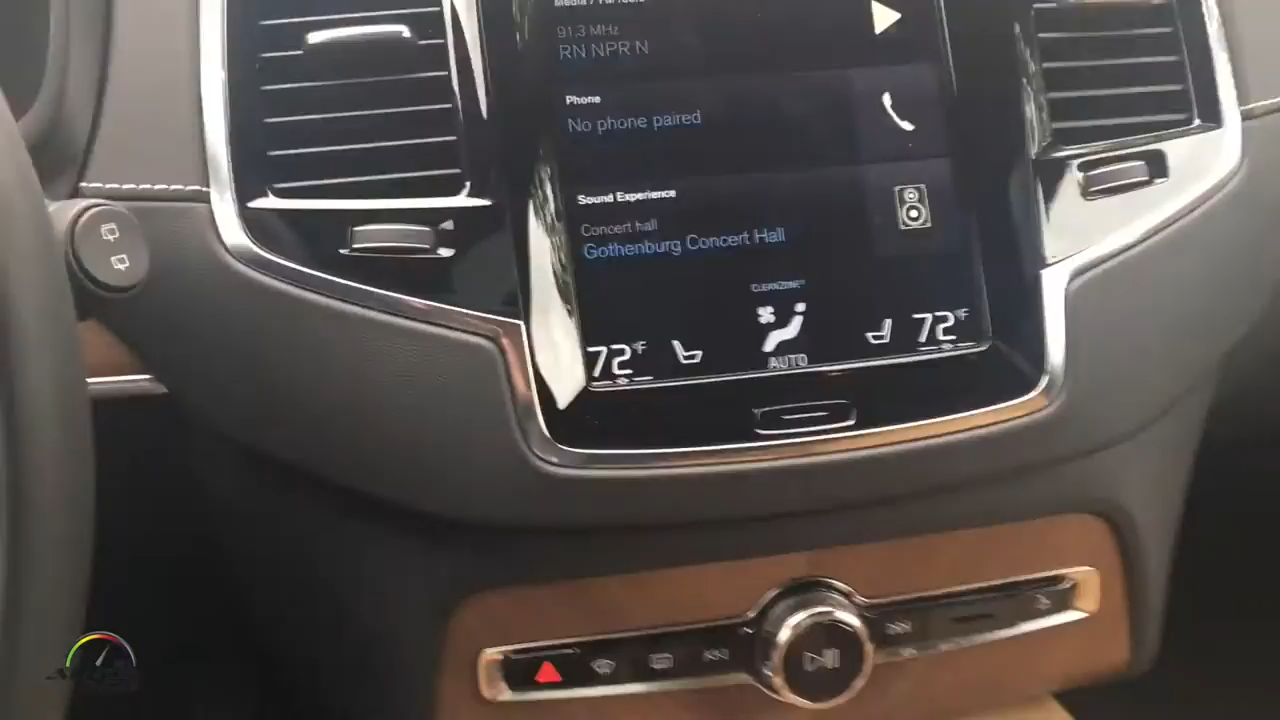 91.3 MHz
RN NPR N
Phone
No phone paired
Sound Experience
Concert hall
Gothenburg Concert Hall
CLEANZONE
72°F
72°F
AUTO